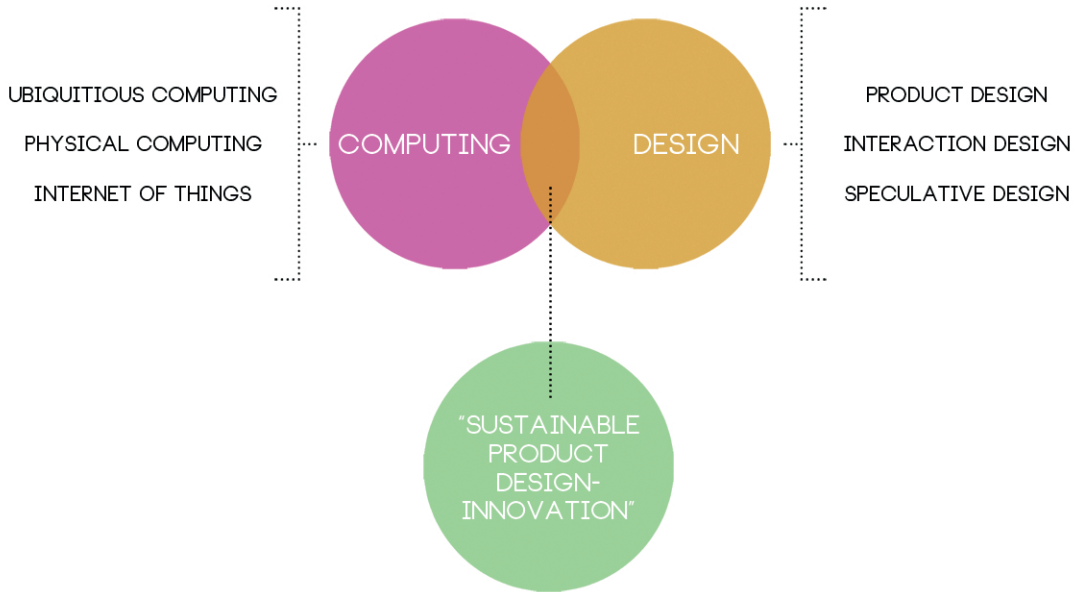 UBIQUITIOUS COMPUTING
PHYSICAL COMPUTING
INTERNET OF THINGS
COMPUTING
DESIGN
PRODUCT DESIGN
INTERACTION DESIGN
SPECULATIVE DESIGN
"SUSTAINABLE
PRODUCT
DESIGN-
INNOVATION"